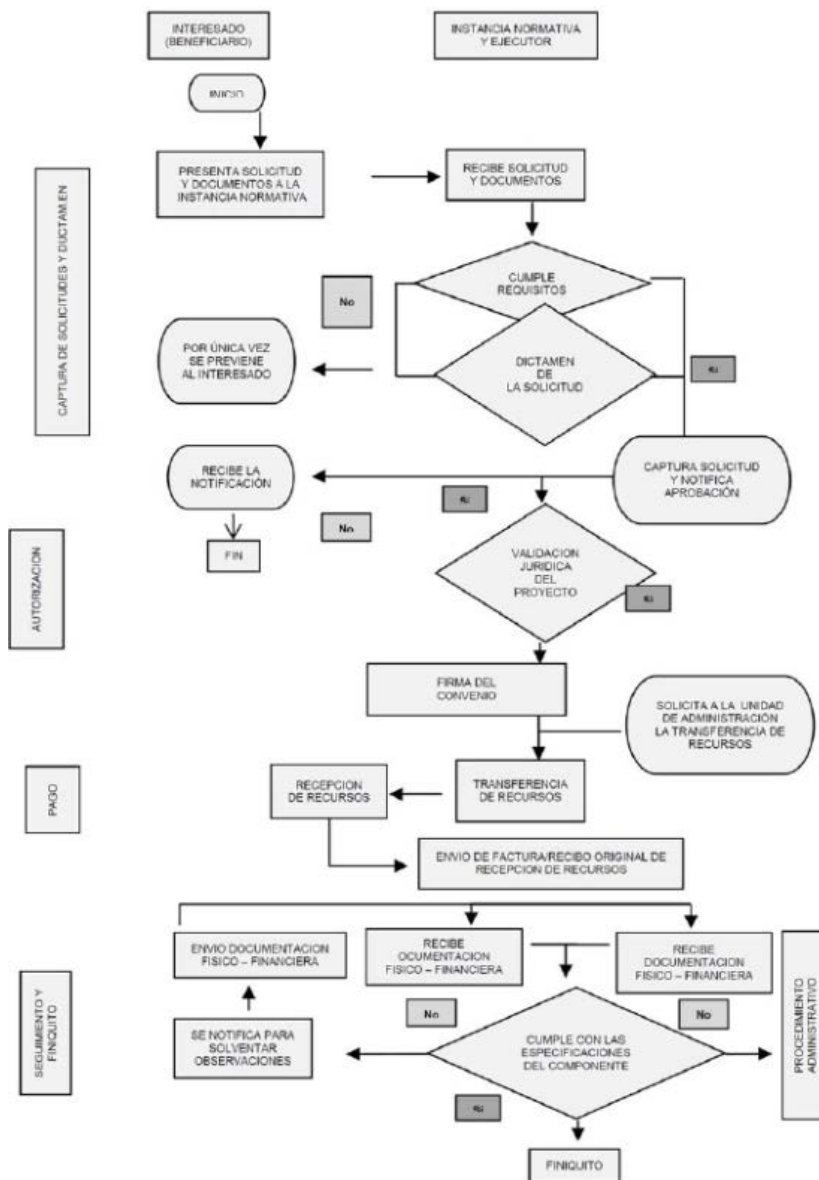 INTERESADO
(BENEFICIARIO)
INSTANCIA NORMATIVA
Y EJECUTOR
INICIO
CAPTURA DE SOLICITUDES Y DUCTAMEN
PRESENTA SOLICITUD
Y DOCUMENTOS A LA
INSTANCIA NORMATIVA
RECIBE SOLICITUD
Y DOCUMENTOS
CUMPLE
REQUISITOS
No
POR ÚNICA VEZ
SE PREVIENE
AL INTERESADO
DICTAMEN
DE
LA SOLICITUD
RECIBE LA
NOTIFICACIÓN
CAPTURA SOLICITUD
Y NOTIFICA
APROBACIÓN
No
FIN
AUTORIZACION
VALIDACION
JURIDICA
DEL
PROYECTO
FIRMA DEL
CONVENIO
SOLICITA A LA UNIDAD
DE ADMINISTRACIÓN
LA TRANSFERENCIA DE
RECURSOS
PAGO
RECEPCION
DE RECURSOS
TRANSFERENCIA
DE RECURSOS
ENVIO DE FACTURA/RECIBO ORIGINAL DE
RECEPCION DE RECURSOS
SEGUIMIENTO Y
FINIQUITO
ENVIO DOCUMENTACION
FISICO – FINANCIERA
RECIBE
OCUMENTACION
FISICO – FINANCIERA
RECIBE
DOCUMENTACION
FISICO – FINANCIERA
PROCEDIMIENTO
ADMINISTRATIVO
No
No
SE NOTIFICA PARA
SOLVENTAR
OBSERVACIONES
CUMPLE CON LAS
ESPECIFICACIONES
DEL COMPONENTE
FINIQUITO